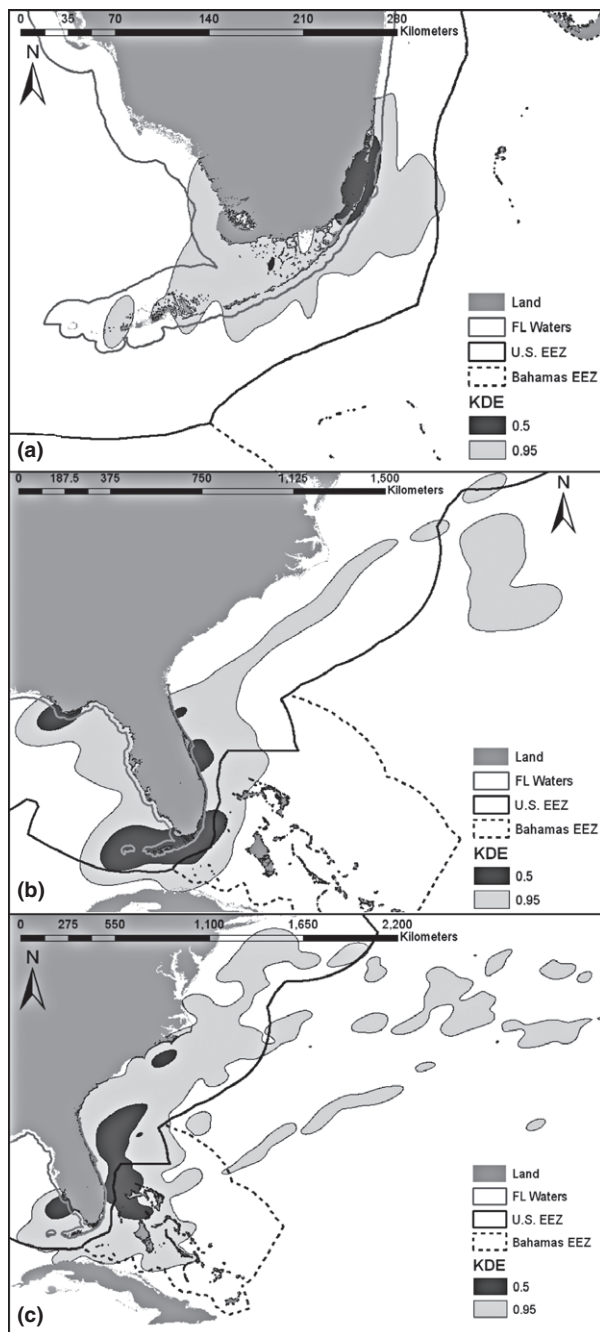 0 35 70 140 210 280
Kilometers
N
Land
FL Waters
U.S. EEZ
Bahamas EEZ
KDE
0.5
0.95
(a)
0 187.5 375 750 1,125 1,500
Kilometers
N
Land
FL Waters
U.S. EEZ
Bahamas EEZ
KDE
0.5
0.95
(b)
0 275 550 1,100 1,650 2,200
Kilometers
N
Land
FL Waters
U.S. EEZ
Bahamas EEZ
KDE
0.5
0.95
(c)